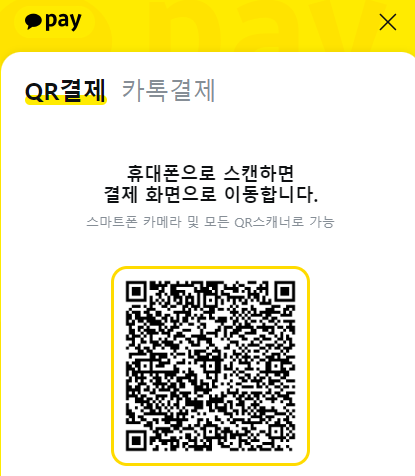 pay
QR결제 카톡결제
휴대폰으로 스캔하면
결제 화면으로 이동합니다.
스마트폰 카메라 및 모든 QR스캐너로 가능